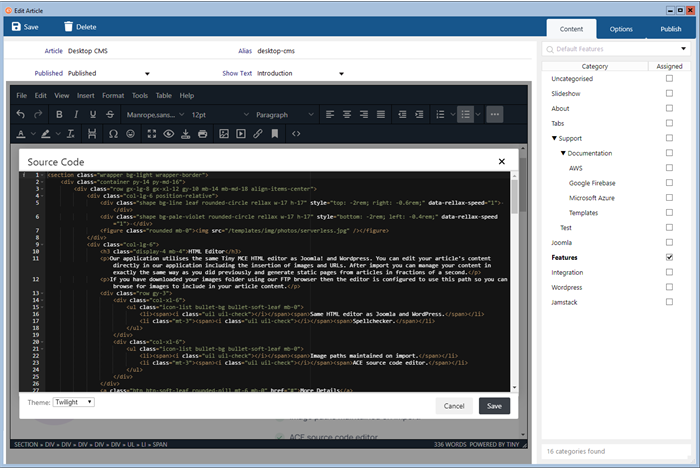 Edit Article
Save Delete Content Options Publish
Article Desktop CMS Alias desktop-cms
Published Published Show Text Introduction
Default Features
Category Assigned
Uncategorised
Slideshow
About
Tabs
Support
Documentation
AWS
Google Firebase
Microsoft Azure
Templates
Test
Joomla
Features
Integration
Wordpress
Jamstack
16 categories found
File Edit View Insert Format Tools Table Help
B I U S Manrope,sans... 12pt Paragraph
Source Code
1 <section class="wrapper bg-light wrapper-border">
2 <div class="container py-14 py-md-16">
3 <div class="row gx-lg-8 gx-xl-12 gy-10 mb-14 mb-md-18 align-items-center">
4 <div class="col-lg-6 position-relative">
5 <div class="shape bg-line leaf rounded-circle rellax w-17 h-17" style="top: -2rem; right: -0.6rem;" data-relax-speed="1">
</div>
6 <div class="shape bg-pale-violet rounded-circle rellax w-17 h-17" style="bottom: -2rem; left: -0.4rem;" data-rellax-speed
="1"> </div>
7 <figure class="rounded mb-0"><img src="/templates/img/photos/serverless.jpg" /></figure>
8 </div>
9 <div class="col-lg-6">
10 <h3 class="display-4 mb-4">HTML Editor</h3>
11 <p>Our application utilises the same Tiny MCE HTML editor as Joomla! and Wordpress. You can edit your article's content
directly in our application including the insertion of images and URLs. After import you can manage your content in
exactly the same way as you did previously and generate static pages from articles in fractions of a second.</p>
12 <p>If you have downloaded your images folder using our FTP browser then the editor is configured to use this path so you can
browse for images to include in your article content.</p>
13 <div class="row gy-3">
14 <div class="col-xl-6">
15 <ul class="icon-list bullet-bg bullet-soft-leaf mb-0">
16 <li><span><i class="uil uil-check"></i></span><span>Same HTML editor as Joomla and WordPress.</span></li>
17 <li class="mt-3"><span><i class="uil uil-check"></i></span><span>Spellchecker.</span></li>
18 </ul>
19 </div>
20 <div class="col-xl-6">
21 <ul class="icon-list bullet-bg bullet-soft-leaf mb-0">
22 <li><span><i class="uil uil-check"></i></span><span>Image paths maintained on import.</span></li>
23 <li class="mt-3"><span><i class="uil uil-check"></i></span><span>ACE source code editor.</span></li>
24 </ul>
25 </div>
26 </div>
27 <a class="btn btn-soft-leaf rounded-pill mt-6 mb-0" href="#">More Details</a>
Theme: Twilight Cancel Save
ACE source code editor
SECTION » DIV » DIV » DIV » DIV » DIV » UL » LI » SPAN 336 WORDS POWERED BY TINY